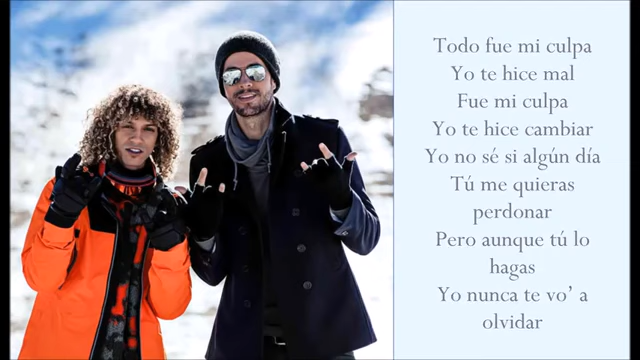 Todo fue mi culpa
Yo te hice mal
Fue mi culpa
Yo te hice cambiar
Yo no sé si algún día
Tú me quieras
perdonar
Pero aunque tú lo
hagas
Yo nunca te vo' a
olvidar